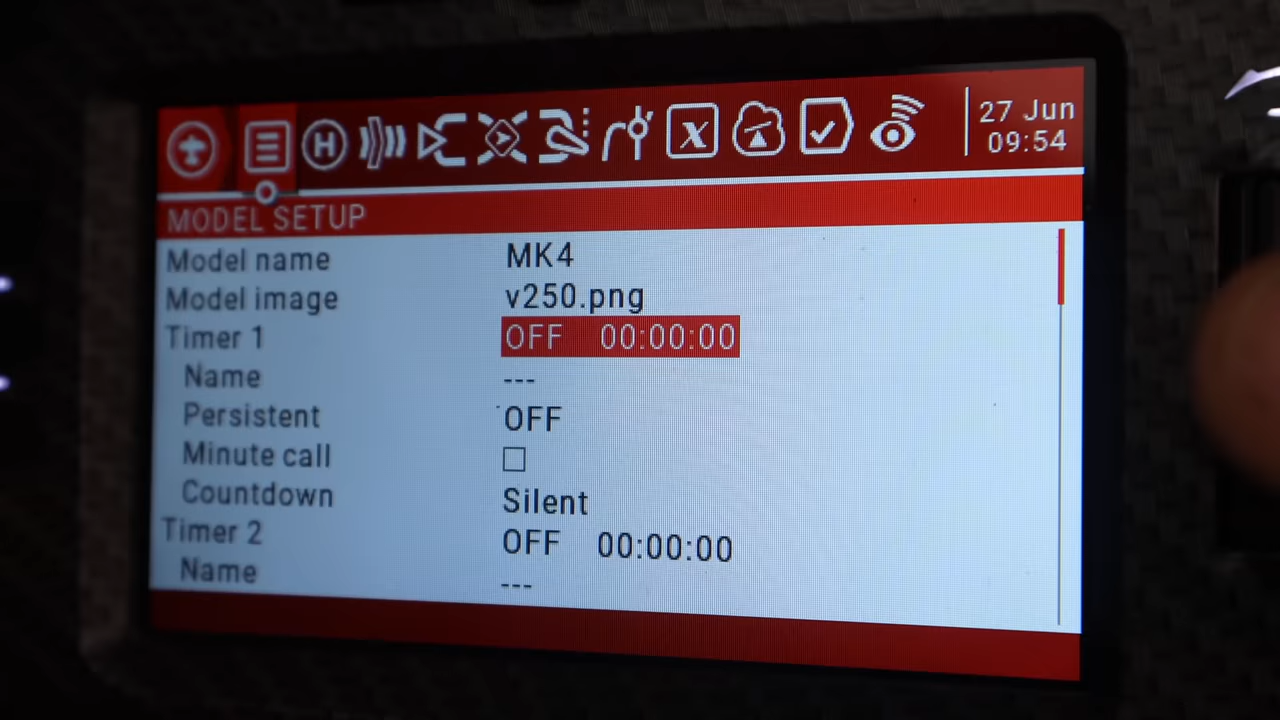 27 Jun
09:54
MODEL SETUP
Model name MK4
Model image v250.png
Timer 1 OFF 00:00:00
Name ---
Persistent OFF
Minute call
Countdown Silent
Timer 2 OFF 00:00:00
Name ---